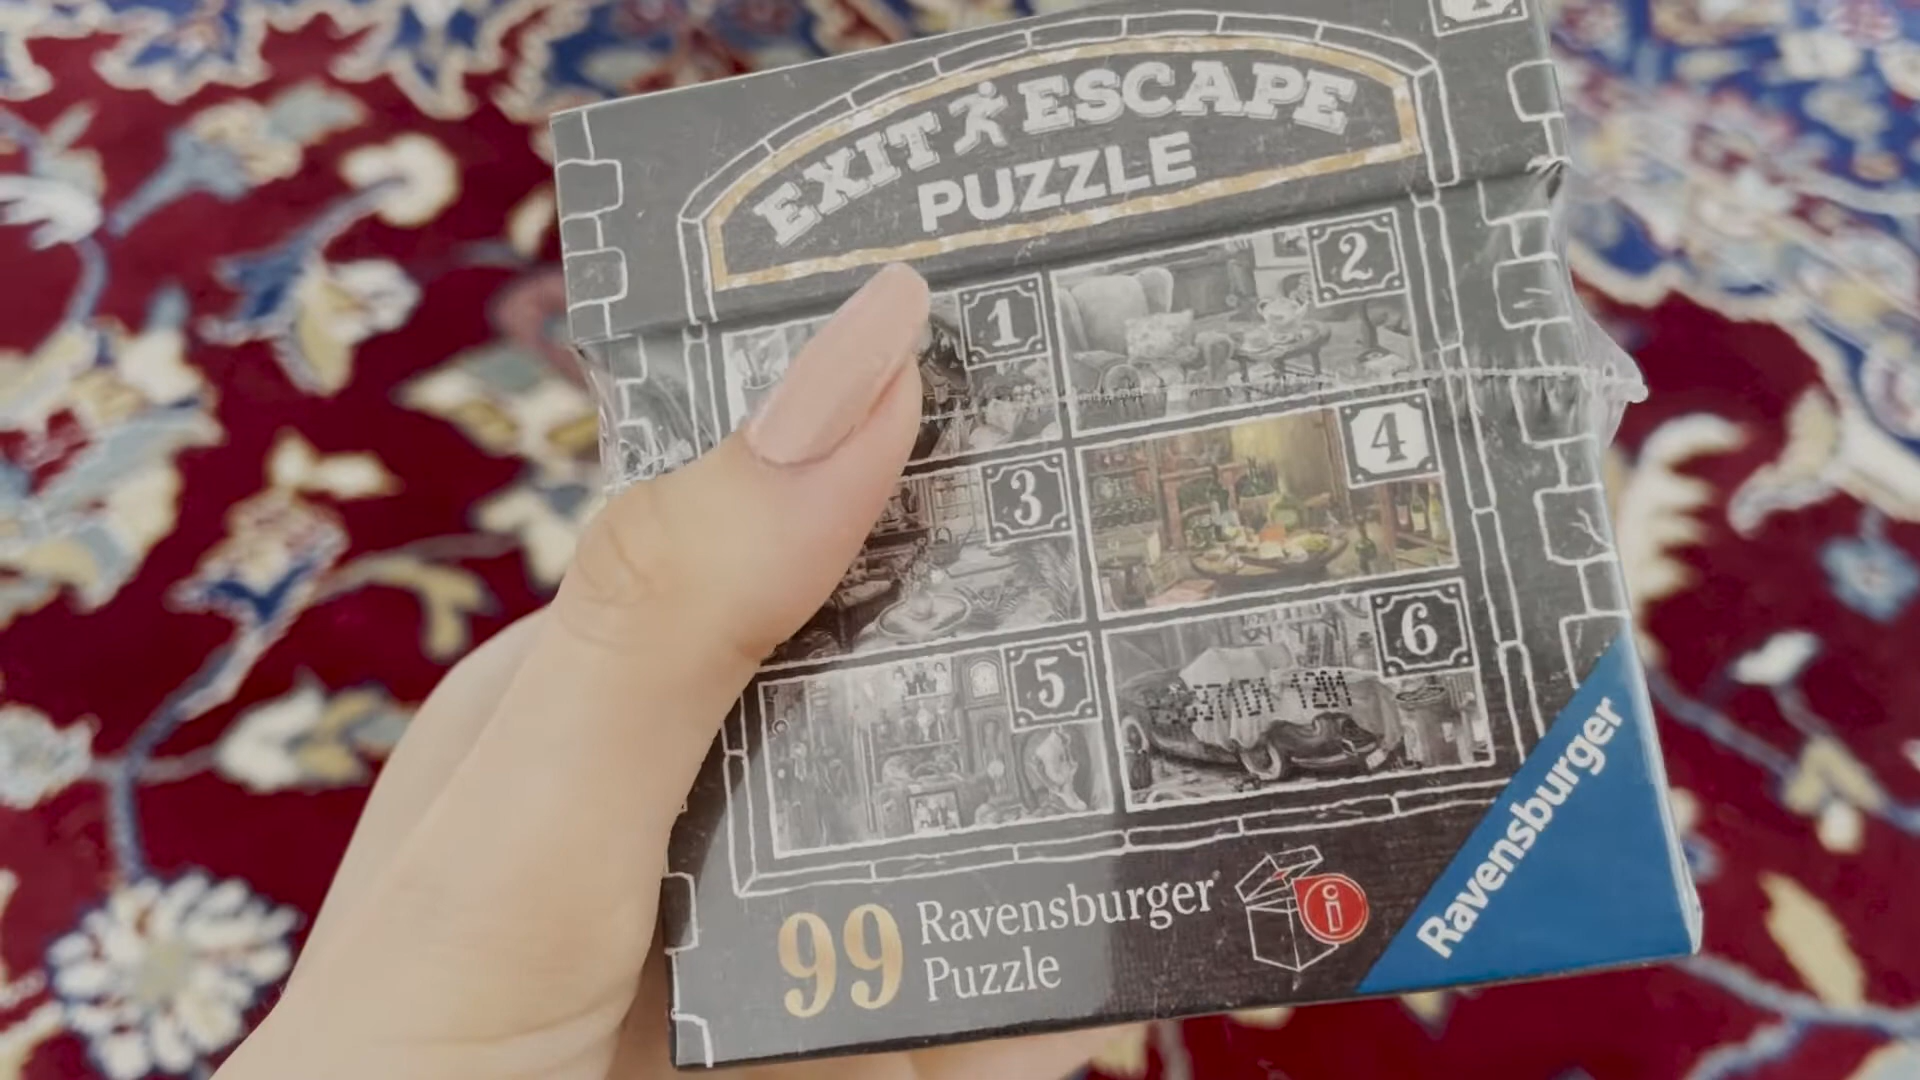 EXIT ESCAPE
PUZZLE
1
2
3
4
5
6
99
Ravensburger
Puzzle
i
Ravensburger